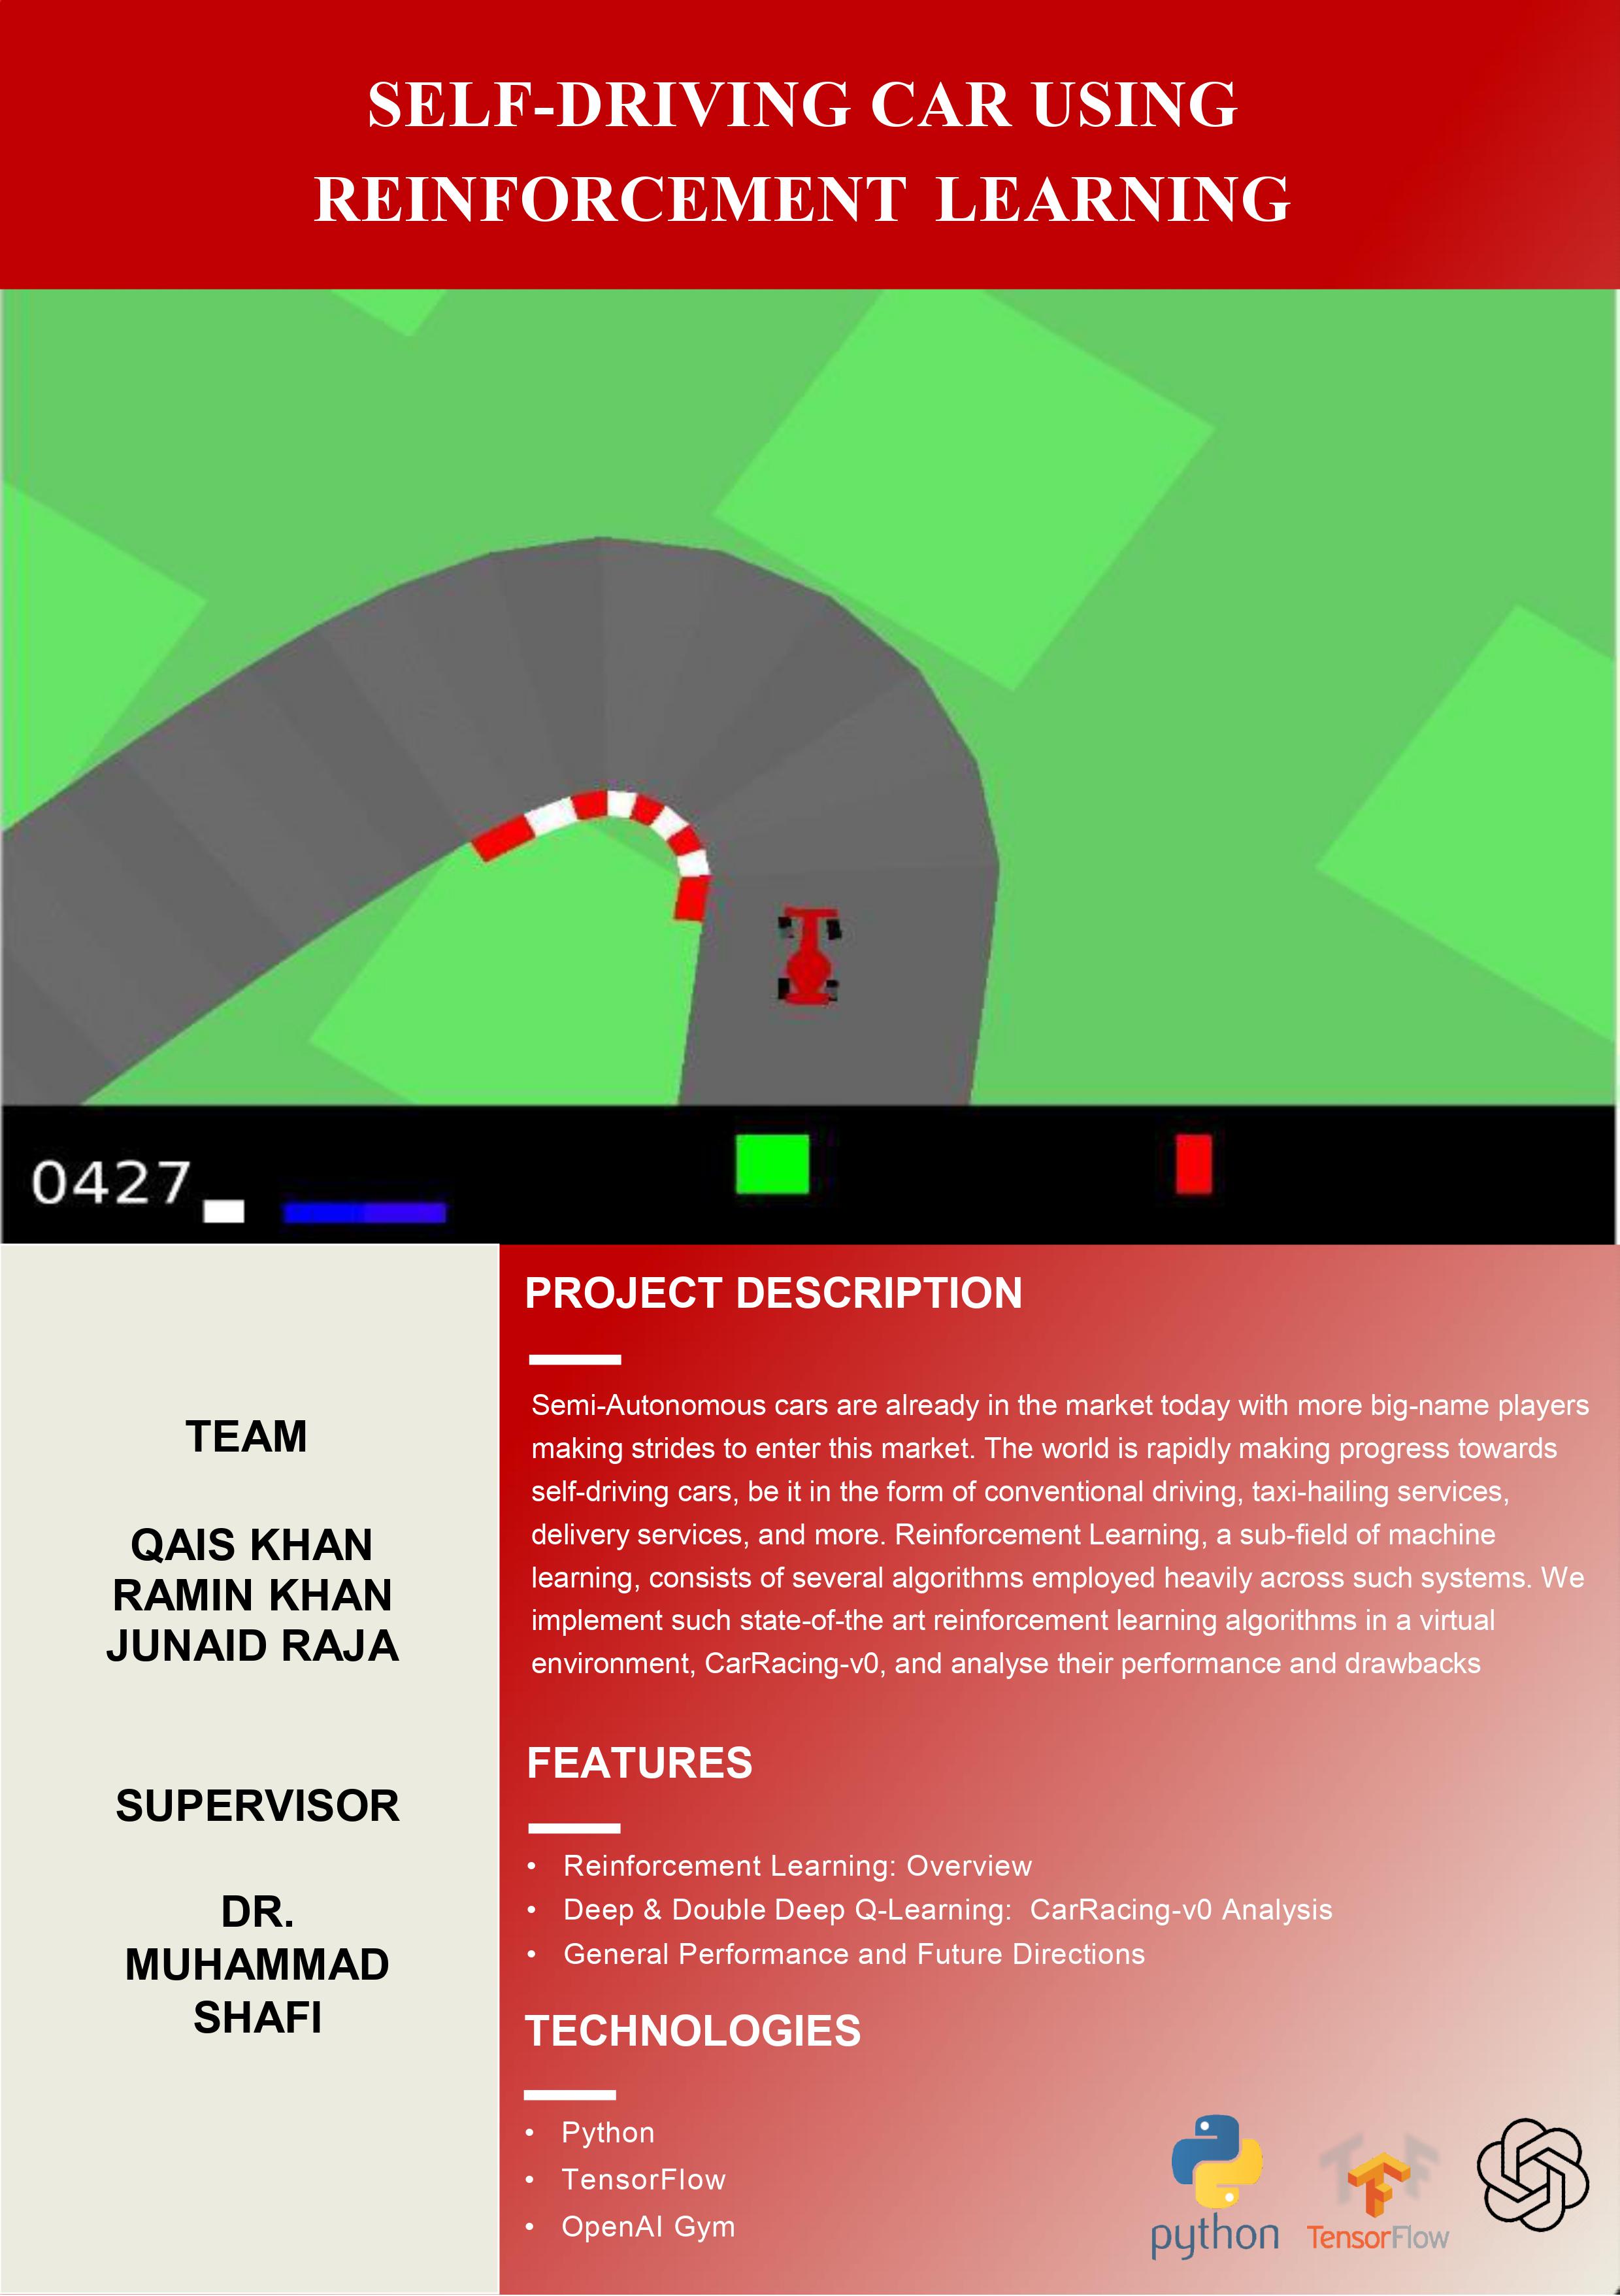 SELF-DRIVING CAR USING
REINFORCEMENT LEARNING
0427
TEAM
QAIS KHAN
RAMIN KHAN
JUNAID RAJA
SUPERVISOR
DR.
MUHAMMAD
SHAFI
PROJECT DESCRIPTION
Semi-Autonomous cars are already in the market today with more big-name players
making strides to enter this market. The world is rapidly making progress towards
self-driving cars, be it in the form of conventional driving, taxi-hailing services,
delivery services, and more. Reinforcement Learning, a sub-field of machine
learning, consists of several algorithms employed heavily across such systems. We
implement such state-of-the art reinforcement learning algorithms in a virtual
environment, CarRacing-v0, and analyse their performance and drawbacks
FEATURES
• Reinforcement Learning: Overview
• Deep & Double Deep Q-Learning: CarRacing-v0 Analysis
• General Performance and Future Directions
TECHNOLOGIES
• Python
• TensorFlow
• OpenAI Gym
python
TensorFlow